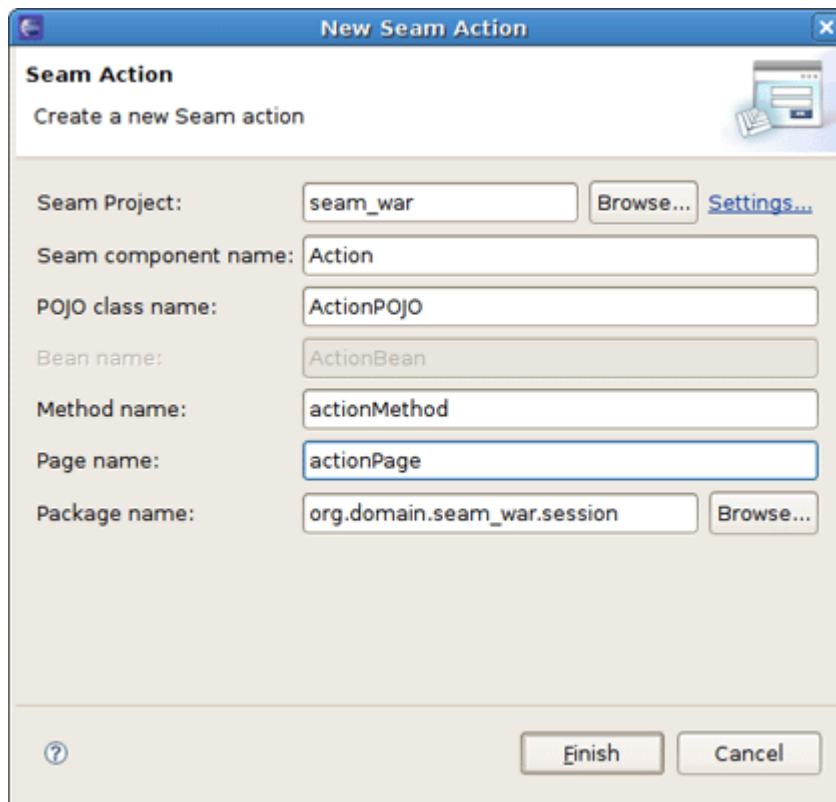 New Seam Action
Seam Action
Create a new Seam action
Seam Project: seam_war Browse... Settings...
Seam component name: Action
POJO class name: ActionPOJO
Bean name: ActionBean
Method name: actionMethod
Page name: actionPage
Package name: org.domain.seam_war.session Browse...
? Finish Cancel